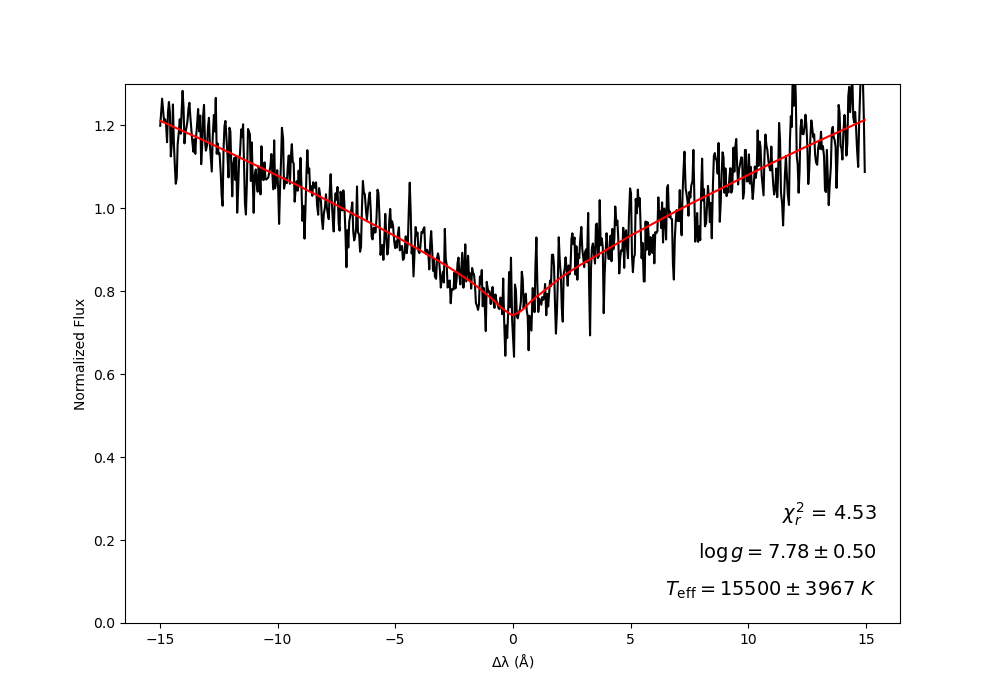 1.2
1.0
0.8
0.6
0.4
0.2
0.0
Normalized Flux
χ²ᵣ = 4.53
log g = 7.78 ± 0.50
T_eff = 15500 ± 3967 K
−15 −10 −5 0 5 10 15
Δλ (Å)